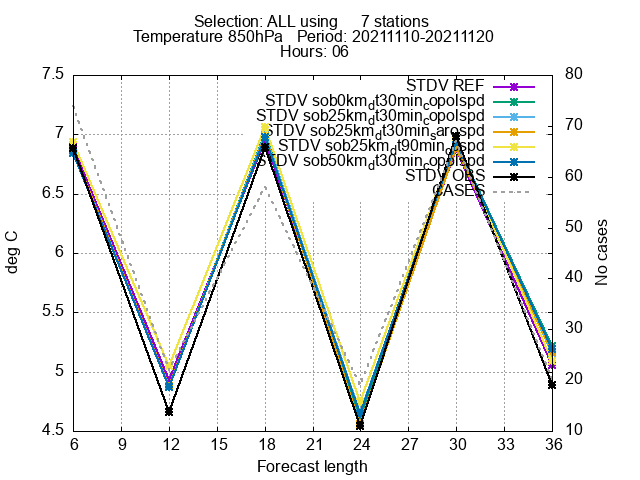 Selection: ALL using 7 stations
Temperature 850hPa Period: 20211110-20211120
Hours: 06
7.5
7
6.5
6
5.5
5
4.5
deg C
80
70
60
50
40
30
20
10
No cases
STDV REF
STDV sob0km_dt30min_copolspd
STDV sob25km_dt30min_copolspd
STDV sob25km_dt30min_sarospd
STDV sob25km_dt90min_
STDV sob50km_dt30min_copolspd
STDV OBS
CASES
6 9 12 15 18 21 24 27 30 33 36
Forecast length